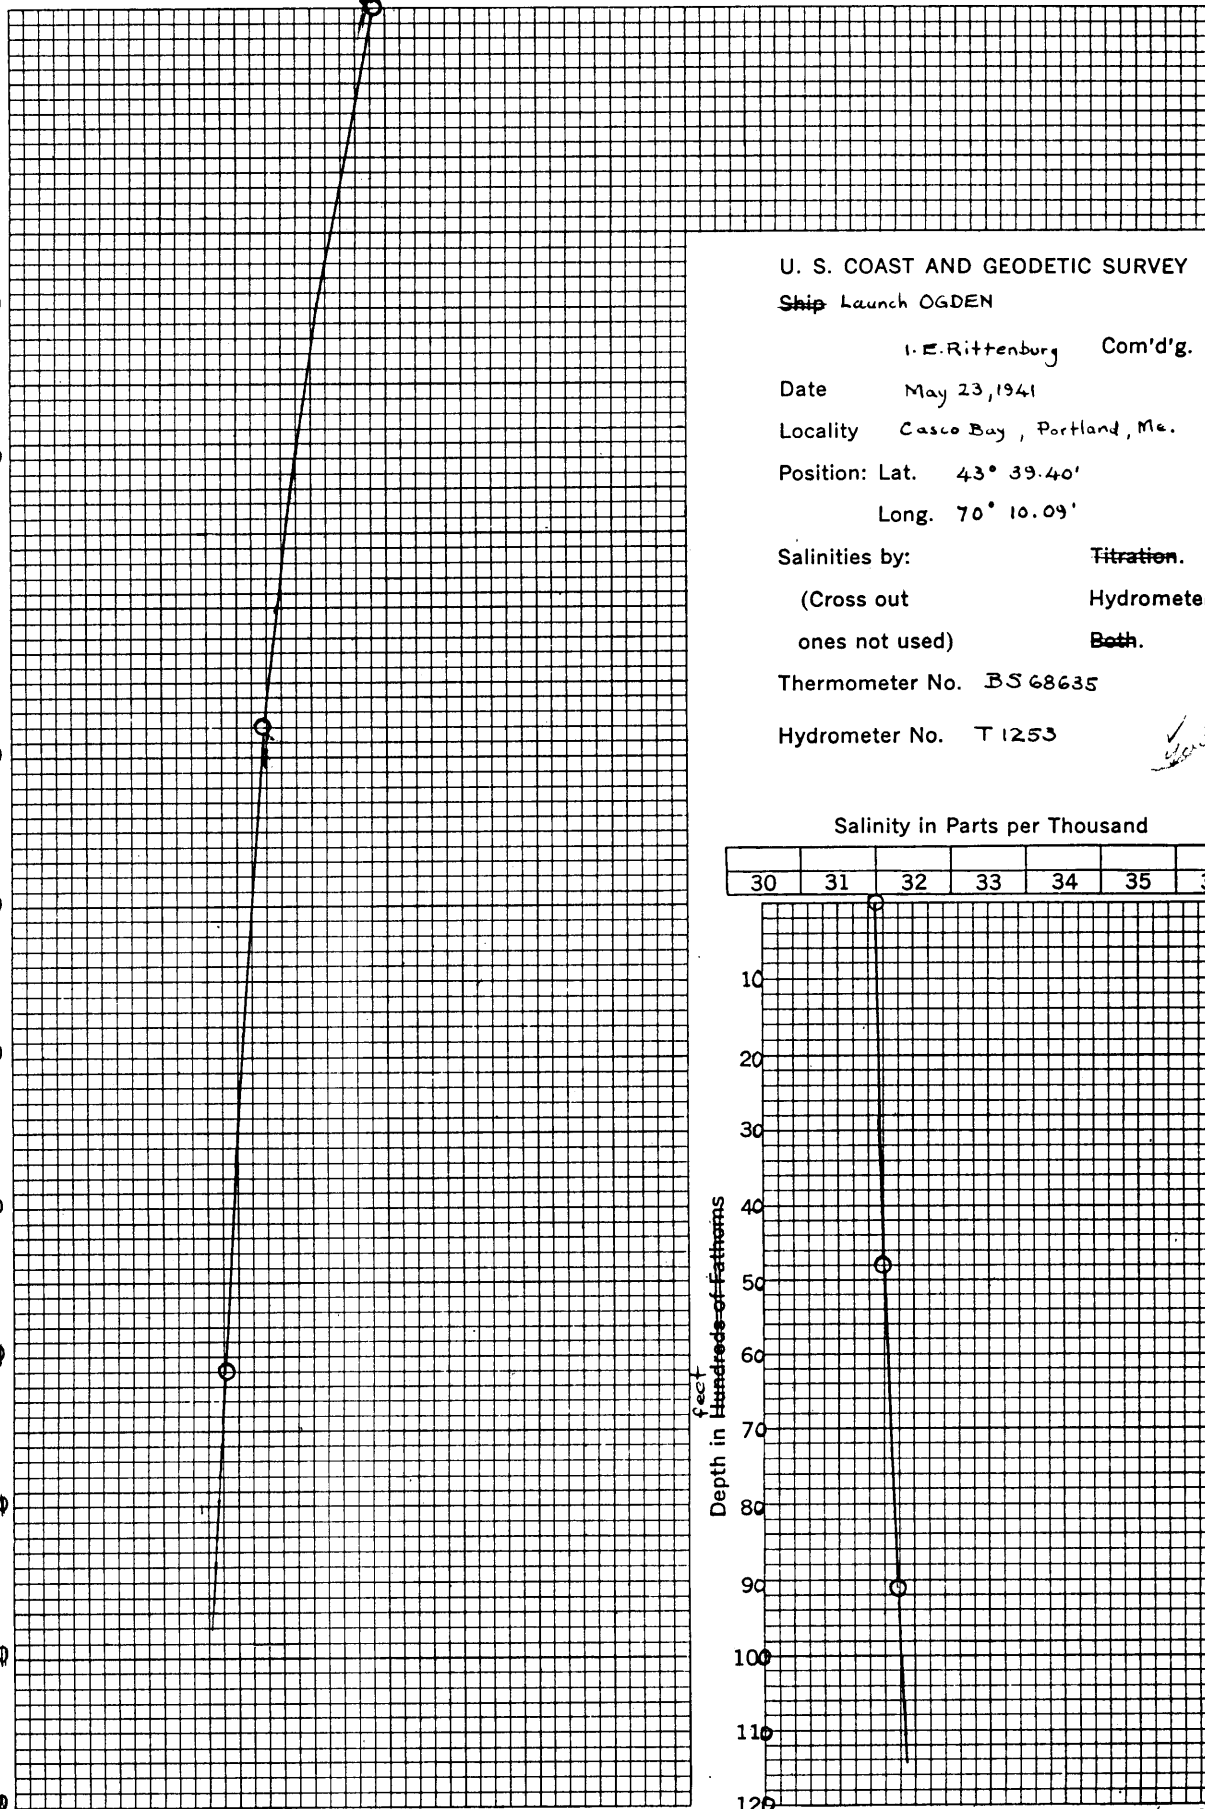 U. S. COAST AND GEODETIC SURVEY
Ship Launch OGDEN
I. E. Rittenburg Com'd'g.
Date May 23, 1941
Locality Casco Bay, Portland, Me.
Position: Lat. 43° 39.40'
Long. 70° 10.09'
Salinities by: Titration.
(Cross out Hydrometer
ones not used) Both.
Thermometer No. BS 68635
Hydrometer No. T 1253
Salinity in Parts per Thousand
30 31 32 33 34 35
10
20
30
40
50
60
70
80
90
100
110
120
Depth in Hundreds of Fathoms
feet